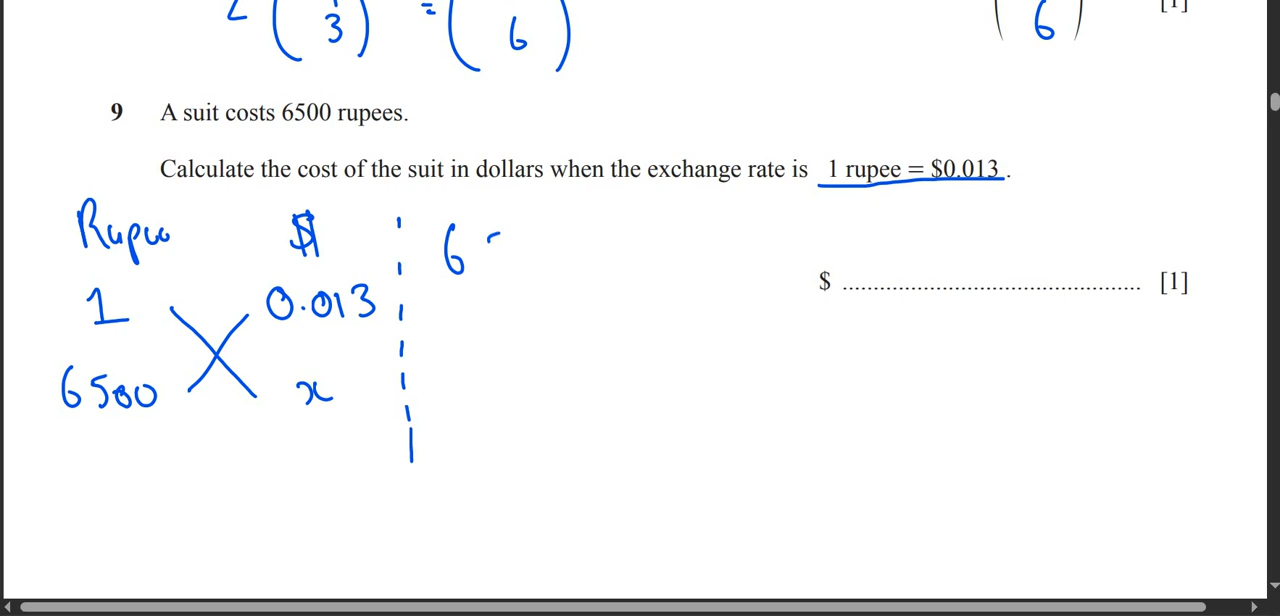 2 ( 3 ) = ( 6 ) ( 6 ) [1]
9 A suit costs 6500 rupees.
Calculate the cost of the suit in dollars when the exchange rate is 1 rupee = $0.013.
Rupee $ 6
1 0.013
$ ............................................ [1]
6500 x